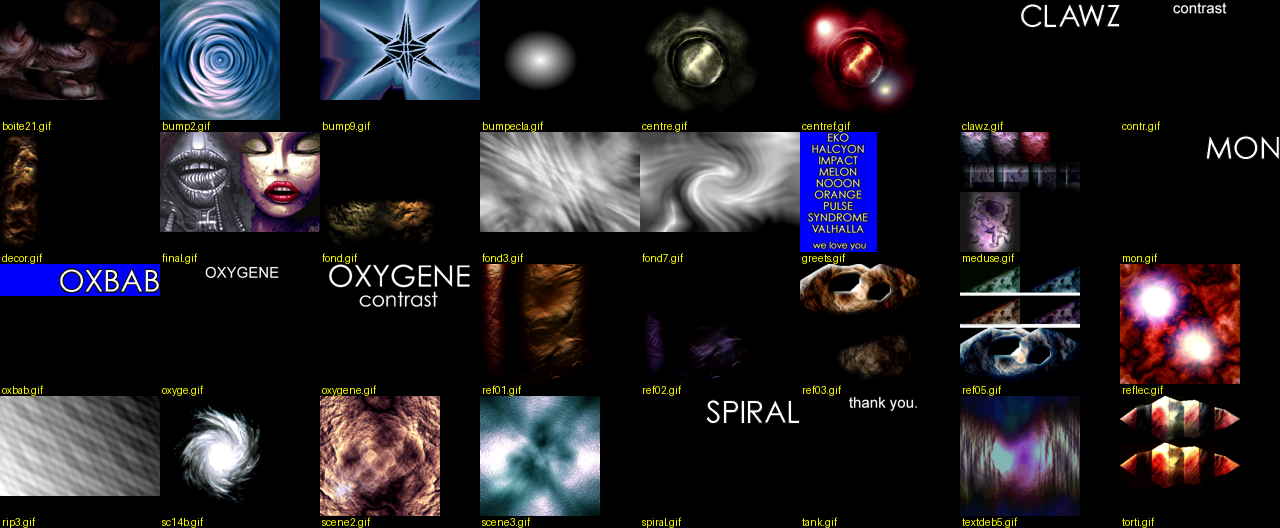 CLAWZ
contrast
boite21.gif
bump2.gif
bump9.gif
bumpecla.gif
centre.gif
centref.gif
clawz.gif
contr.gif
EKO
HALCYON
IMPACT
MELON
NOOON
ORANGE
PULSE
SYNDROME
VALHALLA
we love you
MON
decor.gif
final.gif
fond.gif
fond3.gif
fond7.gif
greets.gif
meduse.gif
mon.gif
OXBAB
OXYGENE
OXYGENE
contrast
oxbab.gif
oxyge.gif
oxygene.gif
ref01.gif
ref02.gif
ref03.gif
ref05.gif
reflec.gif
SPIRAL
thank you.
rip3.gif
sc14b.gif
scene2.gif
scene3.gif
spiral.gif
tank.gif
textdeb5.gif
torti.gif